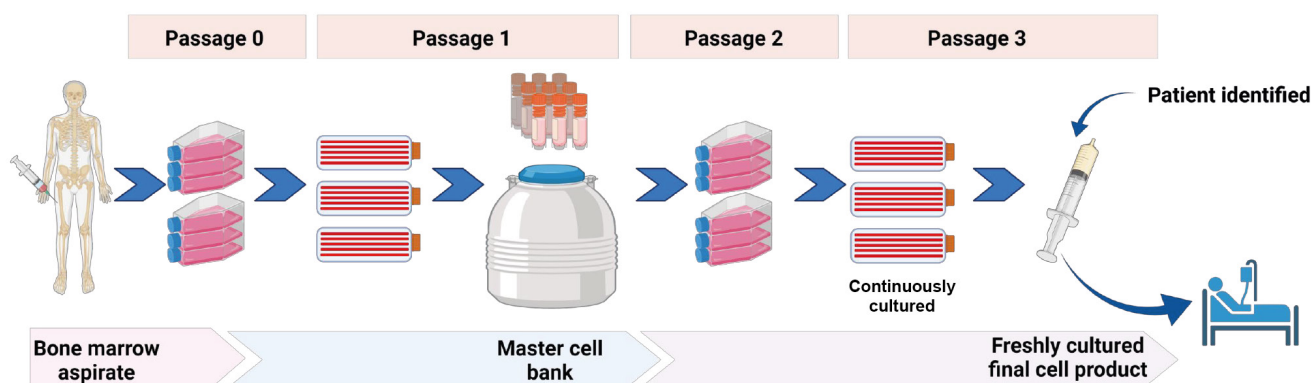 Passage 0
Passage 1
Passage 2
Passage 3
Patient identified
Continuously
cultured
Bone marrow
aspirate
Master cell
bank
Freshly cultured
final cell product